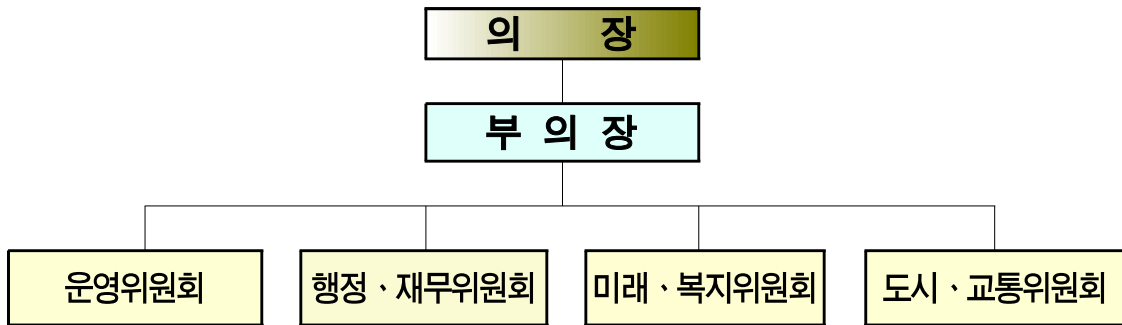 의 장
부 의 장
운영위원회
행정、재무위원회
미래、복지위원회
도시、교통위원회